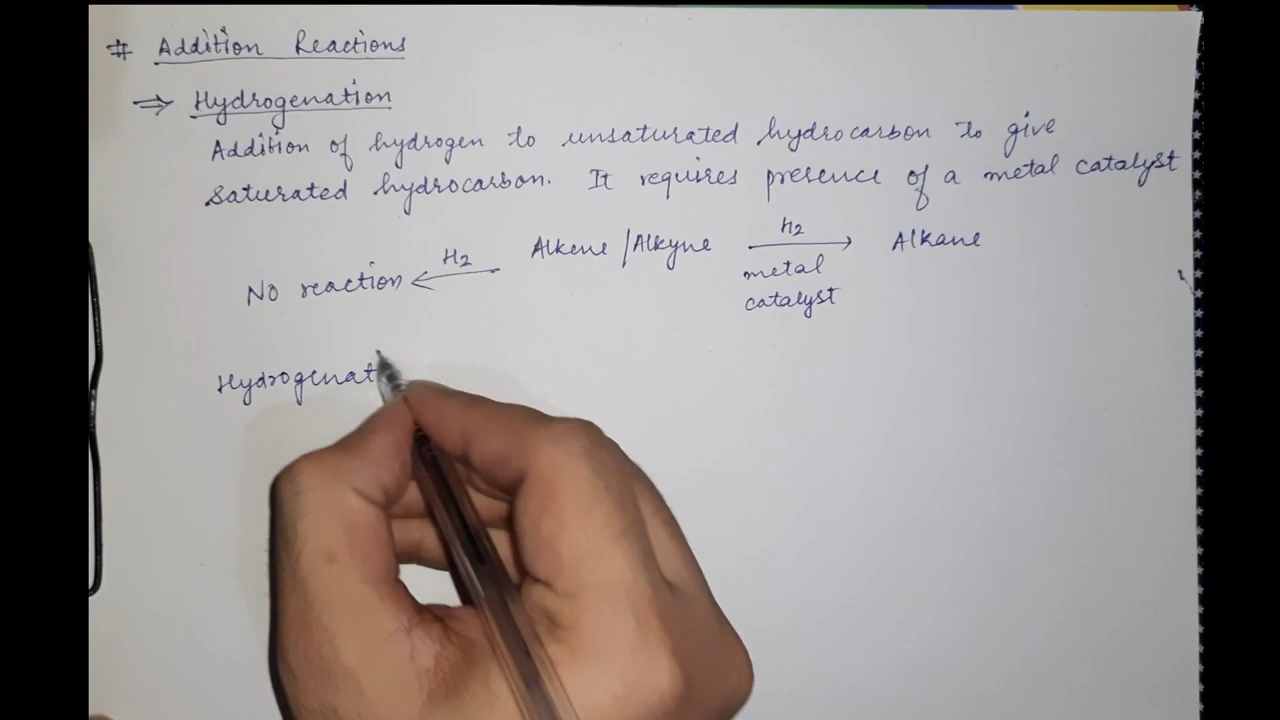 # Addition Reactions
⇒ Hydrogenation
Addition of hydrogen to unsaturated hydrocarbon to give
saturated hydrocarbon. It requires presence of a metal catalyst
No reaction ← H2 Alkene / Alkyne H2 → Alkane
metal
catalyst
Hydrogenat